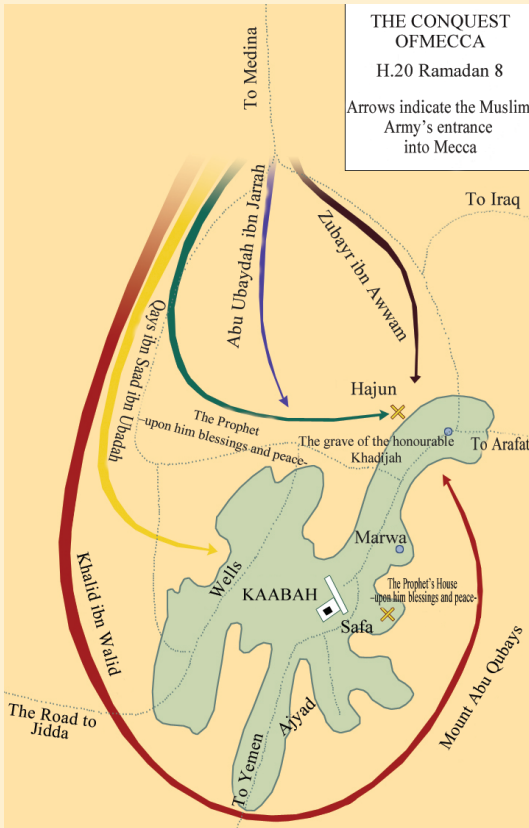 THE CONQUEST
OFMECCA
H.20 Ramadan 8
Arrows indicate the Muslim
Army's entrance
into Mecca
To Medina
To Iraq
Abu Ubaydah ibn Jarrah
Zubayr ibn Awwam
Qays ibn Saad ibn Ubadah
Hajun
The Prophet
-upon him blessings and peace-
The grave of the honourable
Khadijah
To Arafat
Marwa
Wells
The Prophet's House
-upon him blessings and peace-
KAABAH
Safa
Khalid ibn Walid
Mount Abu Qubays
The Road to
Jidda
Ajyad
To Yemen